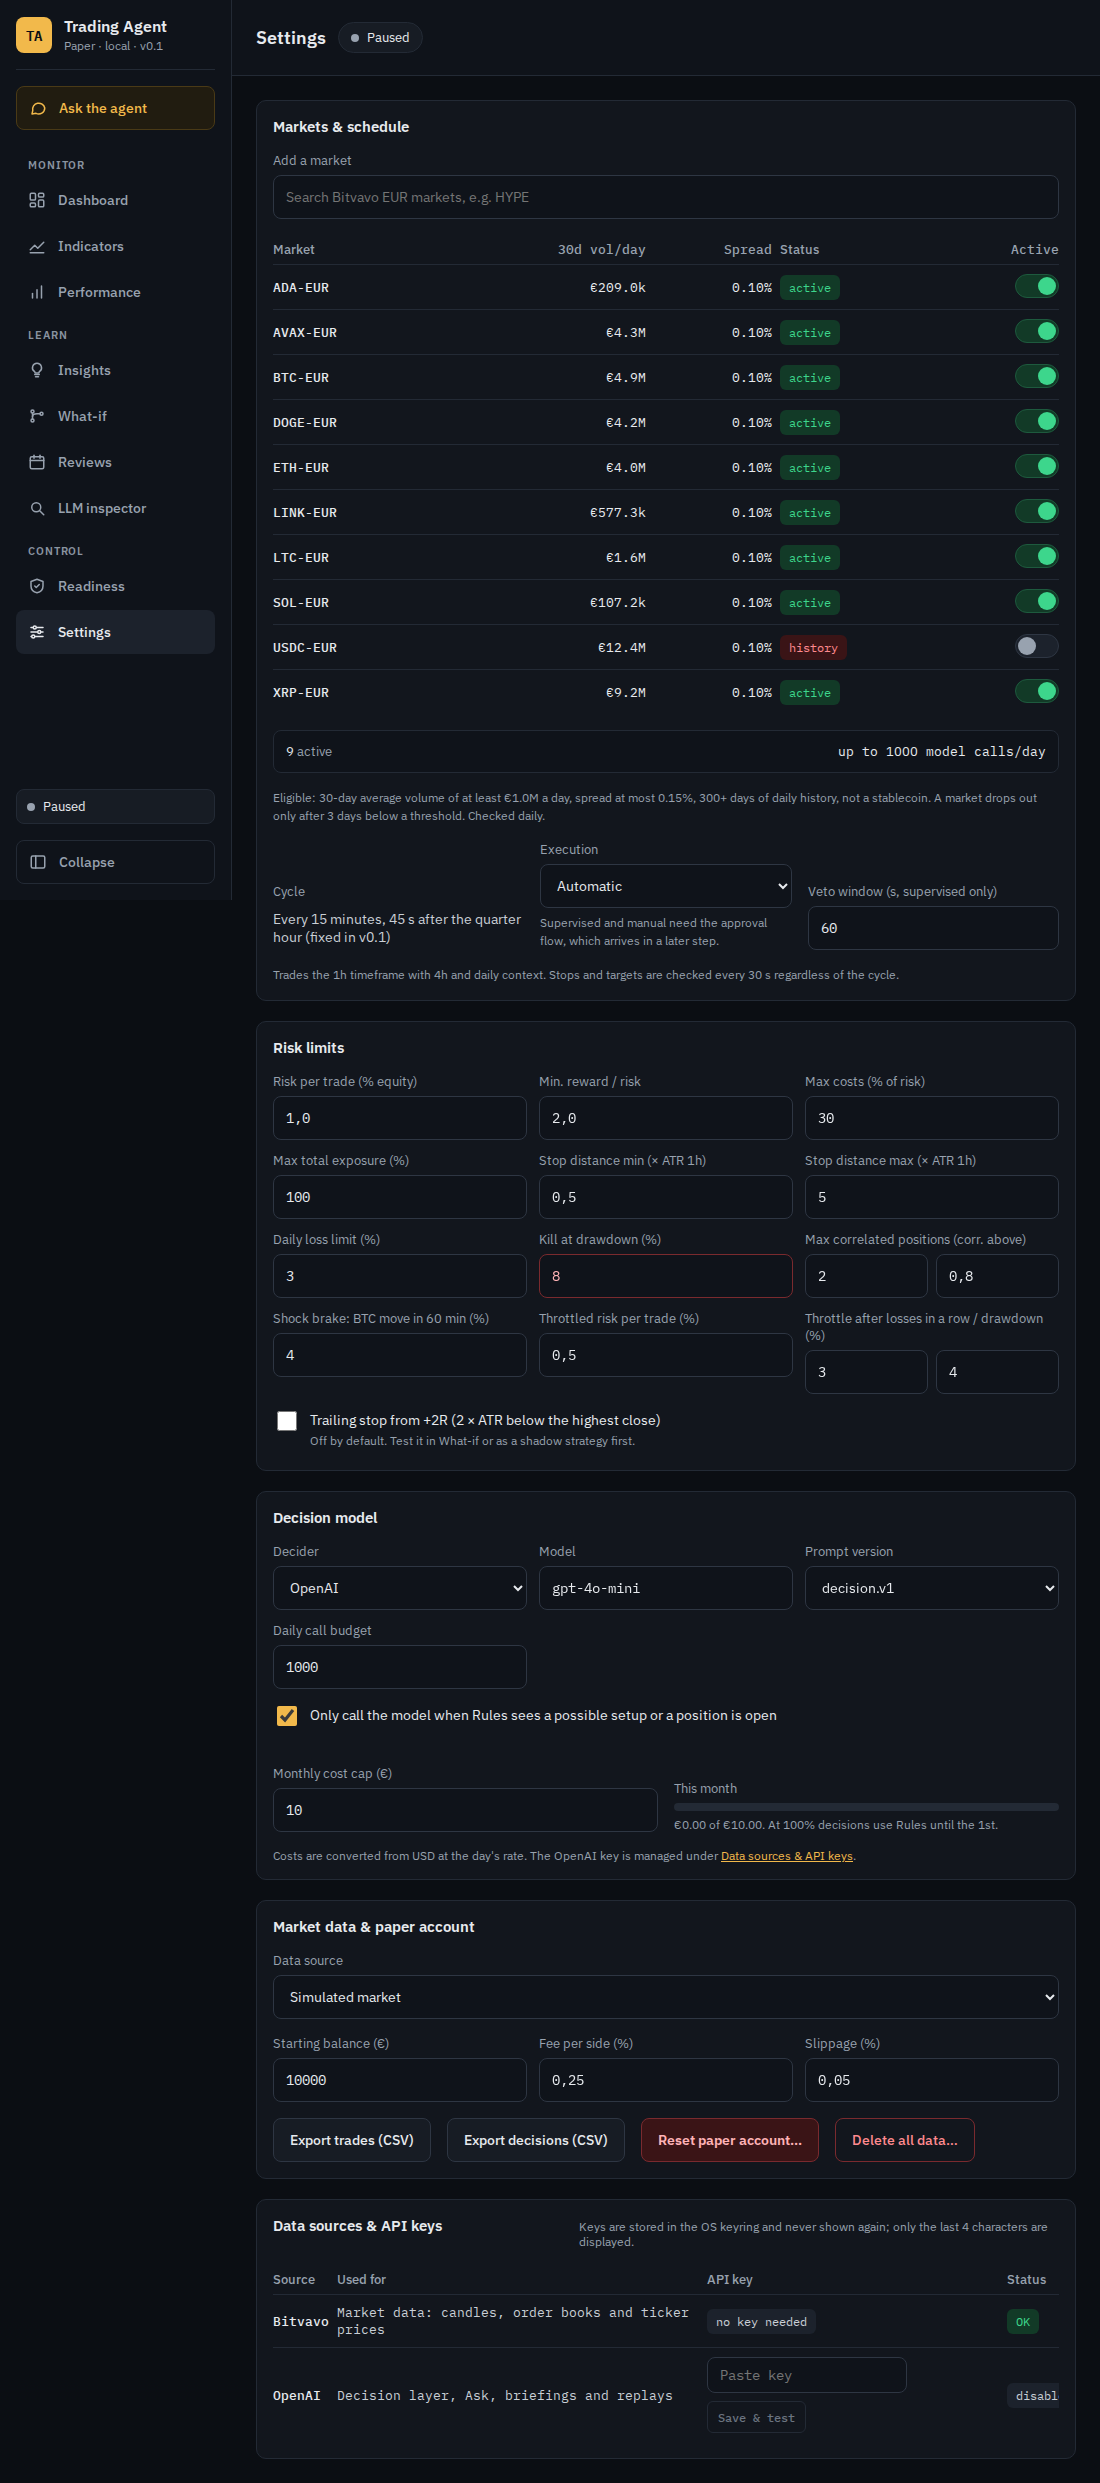 TA
Trading Agent
Paper · local · v0.1
Ask the agent
MONITOR
Dashboard
Indicators
Performance
LEARN
Insights
What-if
Reviews
LLM inspector
CONTROL
Readiness
Settings
Paused
Collapse
Settings
Paused
Markets & schedule
Add a market
Search Bitvavo EUR markets, e.g. HYPE
Market 30d vol/day Spread Status Active
ADA-EUR €209.0k 0.10% active
AVAX-EUR €4.3M 0.10% active
BTC-EUR €4.9M 0.10% active
DOGE-EUR €4.2M 0.10% active
ETH-EUR €4.0M 0.10% active
LINK-EUR €577.3k 0.10% active
LTC-EUR €1.6M 0.10% active
SOL-EUR €107.2k 0.10% active
USDC-EUR €12.4M 0.10% history
XRP-EUR €9.2M 0.10% active
9 active up to 1000 model calls/day
Eligible: 30-day average volume of at least €1.0M a day, spread at most 0.15%, 300+ days of daily history, not a stablecoin. A market drops out
only after 3 days below a threshold. Checked daily.
Cycle
Every 15 minutes, 45 s after the quarter
hour (fixed in v0.1)
Execution
Automatic
Supervised and manual need the approval
flow, which arrives in a later step.
Veto window (s, supervised only)
60
Trades the 1h timeframe with 4h and daily context. Stops and targets are checked every 30 s regardless of the cycle.
Risk limits
Risk per trade (% equity) Min. reward / risk Max costs (% of risk)
1,0 2,0 30
Max total exposure (%) Stop distance min (× ATR 1h) Stop distance max (× ATR 1h)
100 0,5 5
Daily loss limit (%) Kill at drawdown (%) Max correlated positions (corr. above)
3 8 2 0,8
Shock brake: BTC move in 60 min (%) Throttled risk per trade (%) Throttle after losses in a row / drawdown
(%)
4 0,5 3 4
Trailing stop from +2R (2 × ATR below the highest close)
Off by default. Test it in What-if or as a shadow strategy first.
Decision model
Decider Model Prompt version
OpenAI gpt-4o-mini decision.v1
Daily call budget
1000
Only call the model when Rules sees a possible setup or a position is open
Monthly cost cap (€)
10
This month
€0.00 of €10.00. At 100% decisions use Rules until the 1st.
Costs are converted from USD at the day's rate. The OpenAI key is managed under Data sources & API keys.
Market data & paper account
Data source
Simulated market
Starting balance (€) Fee per side (%) Slippage (%)
10000 0,25 0,05
Export trades (CSV) Export decisions (CSV) Reset paper account... Delete all data...
Data sources & API keys
Keys are stored in the OS keyring and never shown again; only the last 4 characters are
displayed.
Source Used for API key Status
Bitvavo Market data: candles, order books and ticker
prices
no key needed OK
OpenAI Decision layer, Ask, briefings and replays
Paste key
Save & test
disabl